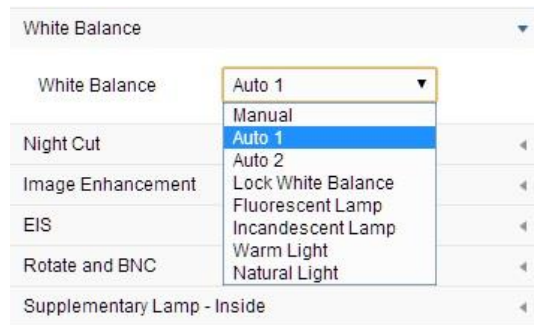 White Balance
White Balance Auto 1
Manual
Night Cut Auto 1
Auto 2
Image Enhancement Lock White Balance
Fluorescent Lamp
EIS Incandescent Lamp
Warm Light
Rotate and BNC Natural Light
Supplementary Lamp - Inside